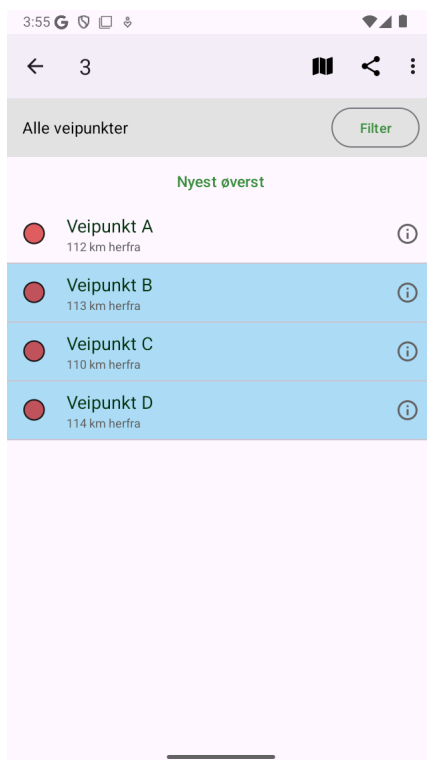 3:55
3
Alle veipunkter
Filter
Nyest øverst
Veipunkt A
112 km herfra
Veipunkt B
113 km herfra
Veipunkt C
110 km herfra
Veipunkt D
114 km herfra